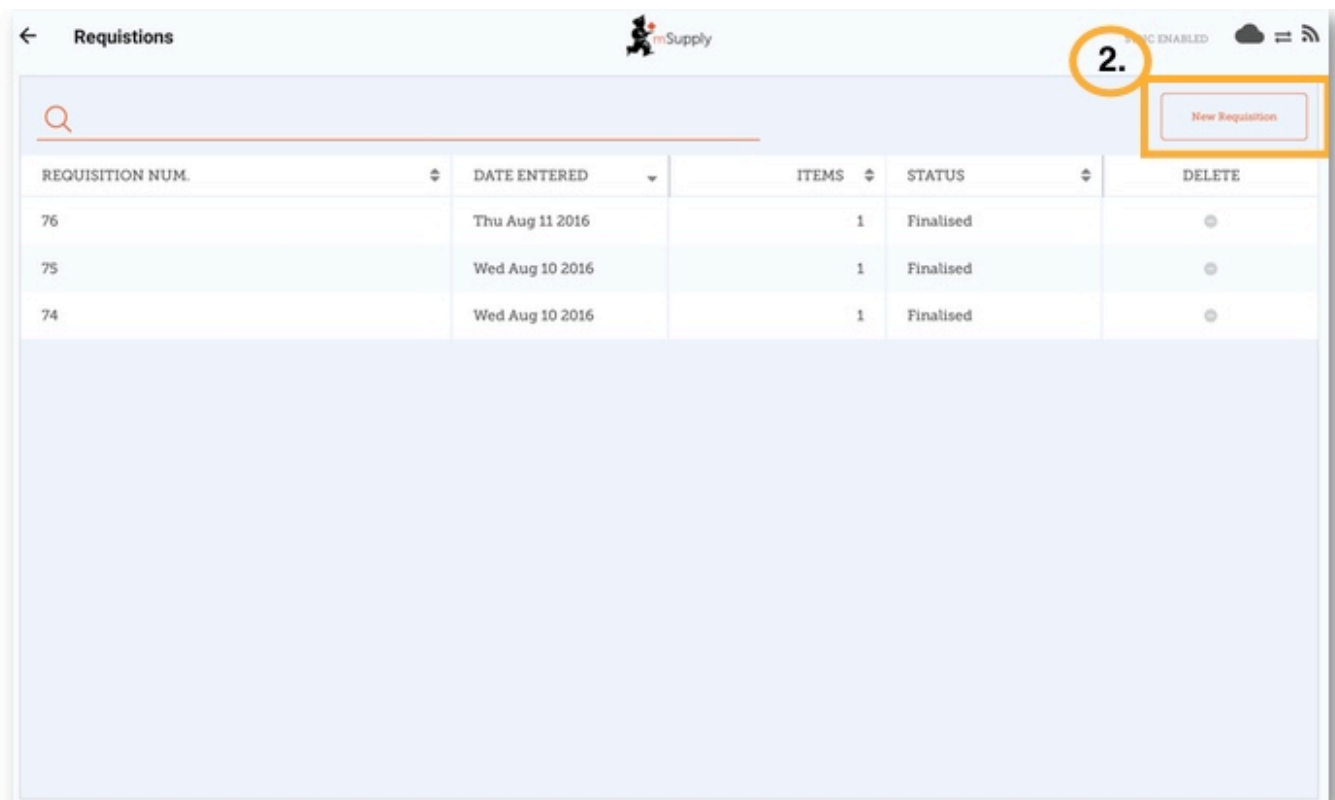 Requistions
mSupply
2.
ENABLED
New Requisition
REQUISITION NUM. DATE ENTERED ITEMS STATUS DELETE
76 Thu Aug 11 2016 1 Finalised
75 Wed Aug 10 2016 1 Finalised
74 Wed Aug 10 2016 1 Finalised